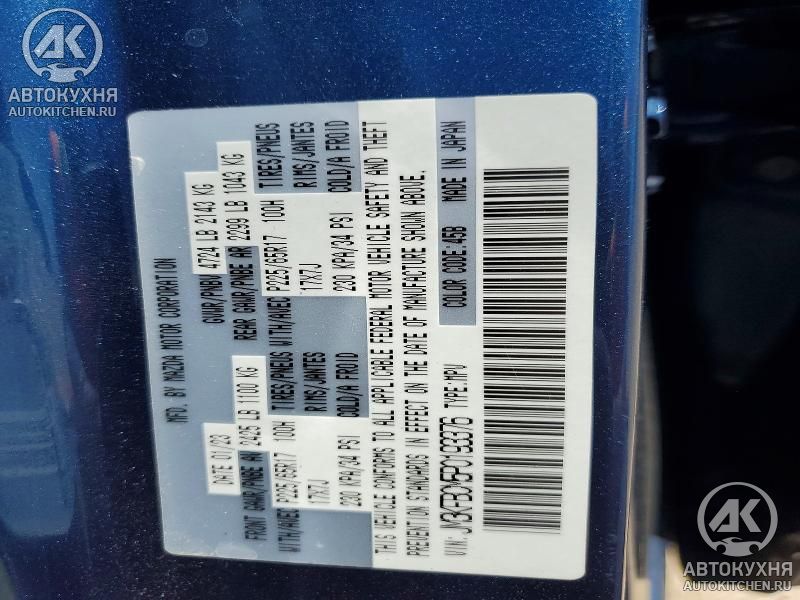 AK
АВТОКУХНЯ
AUTOKITCHEN.RU
MFD. BY MAZDA MOTOR CORPORATION
DATE 01/23
GVWR/PNBV 4724 LB 2143 KG
FRONT GAWR/PNBE AV 2425 LB 1100 KG
REAR GAWR/PNBE AR 2299 LB 1043 KG
WITH/AVEC P225/65R17 100H TIRES/PNEUS WITH/AVEC P225/65R17 100H TIRES/PNEUS
17X7J RIMS/JANTES 17X7J RIMS/JANTES
230 KPA/34 PSI COLD/A FROID 230 KPA/34 PSI COLD/A FROID
THIS VEHICLE CONFORMS TO ALL APPLICABLE FEDERAL MOTOR VEHICLE SAFETY AND THEFT
PREVENTION STANDARDS IN EFFECT ON THE DATE OF MANUFACTURE SHOWN ABOVE.
COLOR CODE:45B MADE IN JAPAN
VIN: TYPE:MPV
AK
АВТОКУХНЯ
AUTOKITCHEN.RU